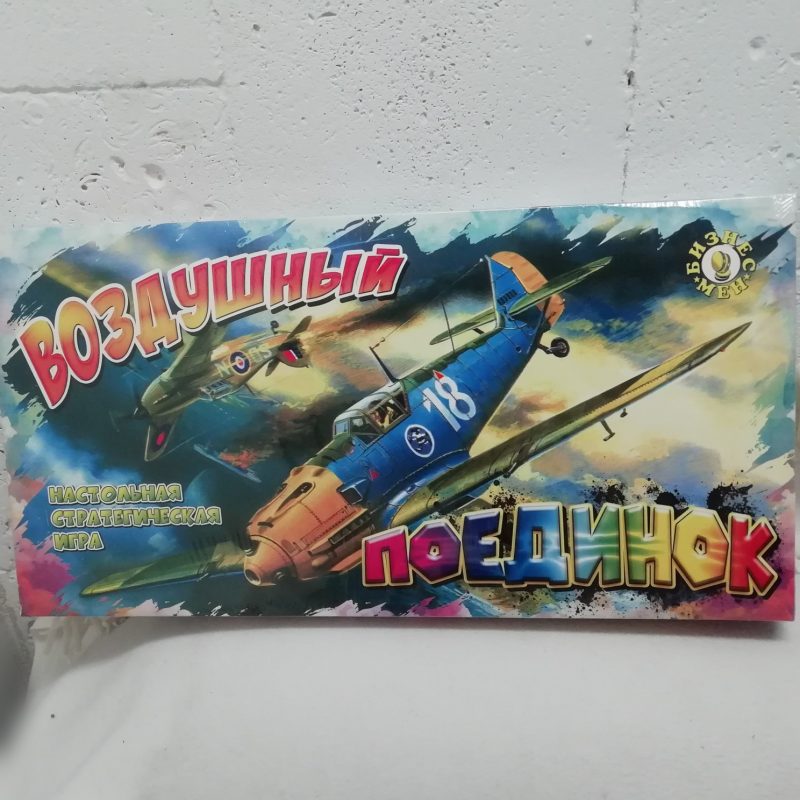 ВОЗДУШНЫЙ
БИЗНЕС
МЕН
18
НАСТОЛЬНАЯ
СТРАТЕГИЧЕСКАЯ
ИГРА
ПОЕДИНОК